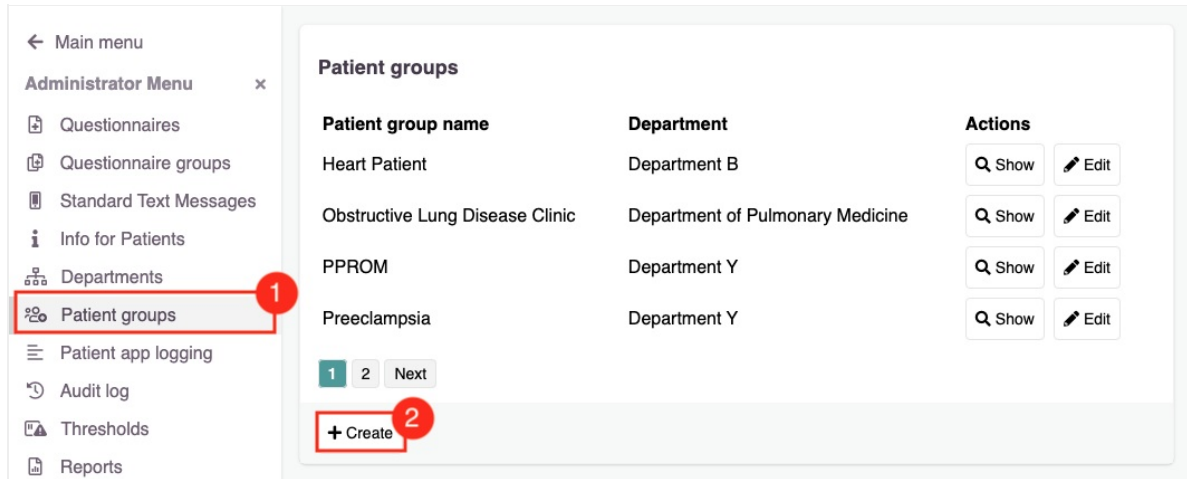 ← Main menu
Administrator Menu ×
Questionnaires
Questionnaire groups
Standard Text Messages
Info for Patients
Departments
1
Patient groups
Patient app logging
Audit log
Thresholds
Reports
Patient groups
Patient group name Department Actions
Heart Patient Department B Show Edit
Obstructive Lung Disease Clinic Department of Pulmonary Medicine Show Edit
PPROM Department Y Show Edit
Preeclampsia Department Y Show Edit
1 2 Next
+ Create 2